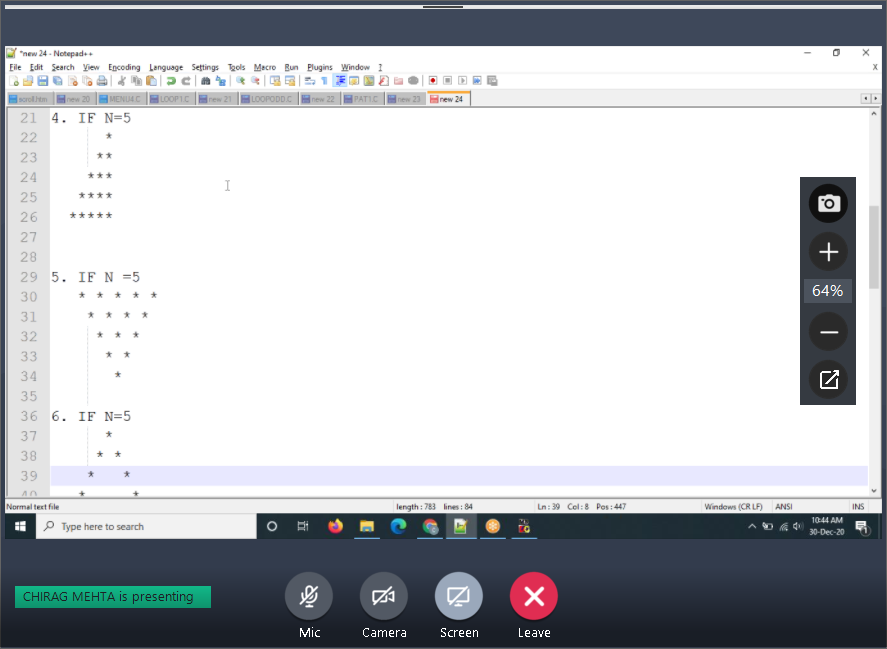 *new 24 - Notepad++
File Edit Search View Encoding Language Settings Tools Macro Run Plugins Window ? X
scroll.htm new 20 MENU4.C LOOP1.C new 21 LOOPODD.C new 22 PAT1.C new 23 new 24
21 4. IF N=5
22 *
23 **
24 ***
25 ****
26 *****
27
28
29 5. IF N =5
30 * * * * *
31 * * * *
32 * * *
33 * *
34 *
35
36 6. IF N=5
37 *
38 * *
39 * *
40 * *
64%
Normal text file length : 783 lines : 84 Ln : 39 Col : 8 Pos : 447 Windows (CR LF) ANSI INS
Type here to search
10:44 AM
30-Dec-20
1
CHIRAG MEHTA is presenting
Mic Camera Screen Leave